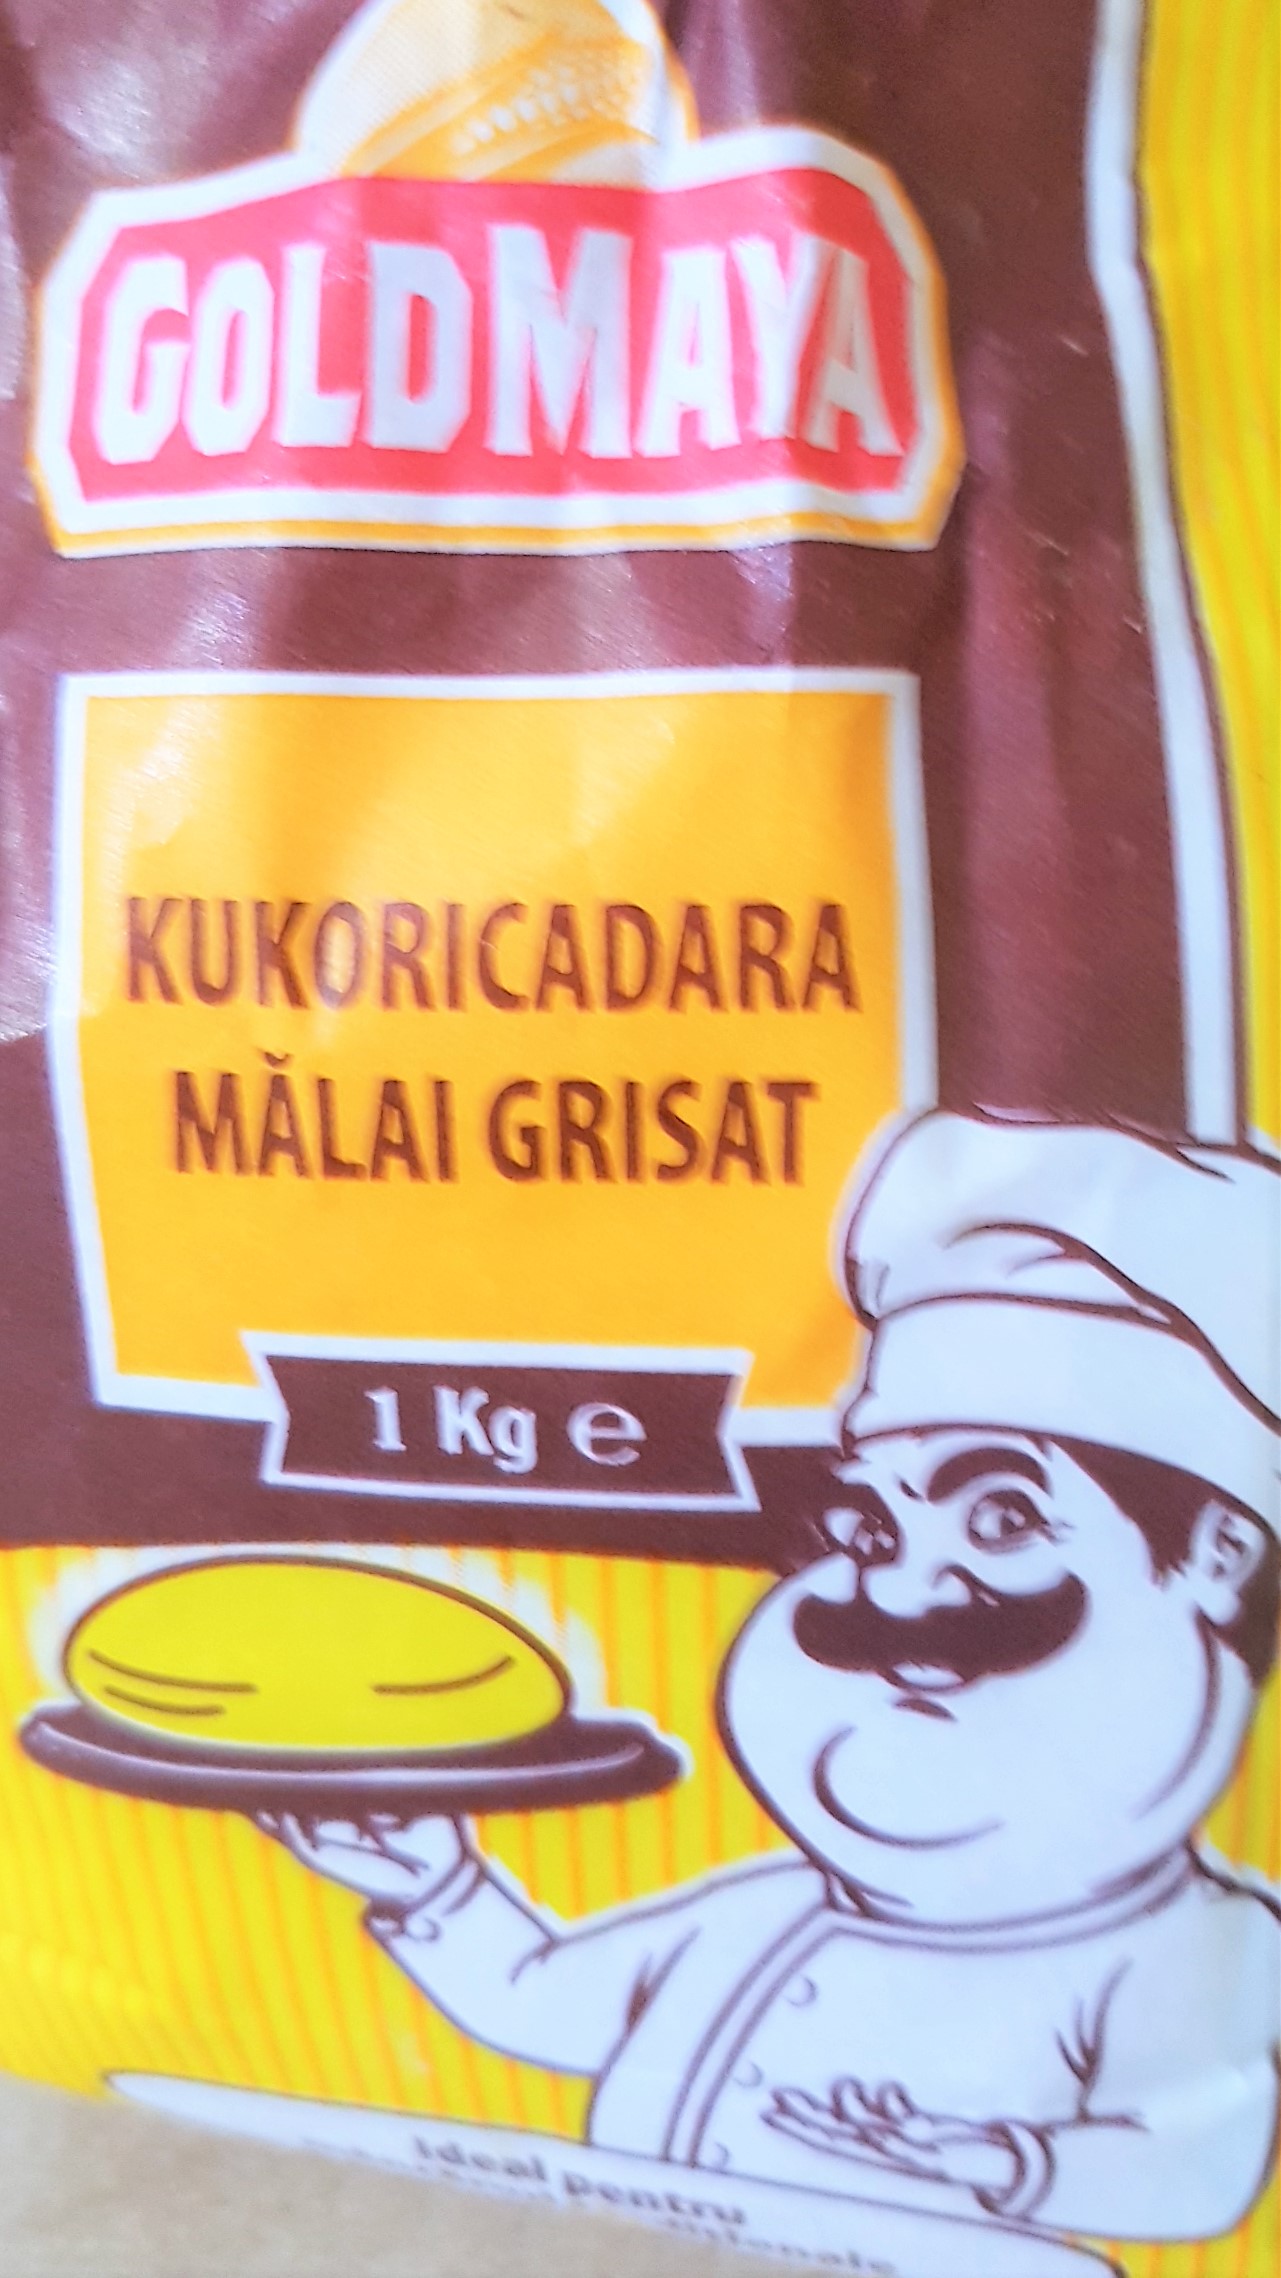 GOLDMAYA
KUKORICADARA
MĂLAI GRISAT
1 Kg e
Ideal pentru